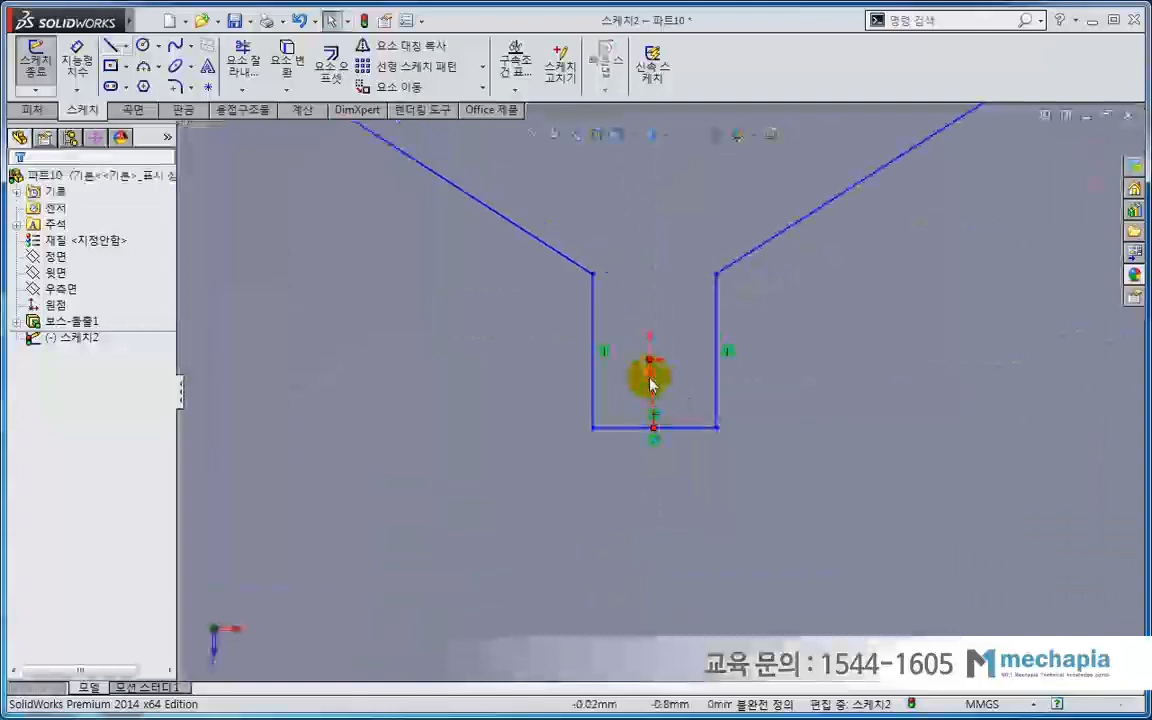 SOLIDWORKS
스케치2 – 파트10 *
명령 검색
스케치 종료
지능형 치수
요소 잘라내...
요소 변환
요소 오프셋
요소 대칭 복사
선형 스케치 패턴
요소 이동
구속조건 표...
스케치 고치기
신속 스케치
피처
스케치
곡면
판금
용접구조물
계산
DimXpert
렌더링 도구
Office 제품
기록
센서
A 주석
재질 <지정안함>
정면
윗면
우측면
원점
보스-돌출1
(-) 스케치2
교육 문의 : 1544-1605
mechapia
모델
모션 스터디 1
SolidWorks Premium 2014 x64 Edition
-0.02mm
-0.8mm
0mm
불완전 정의
편집 중: 스케치2
MMGS